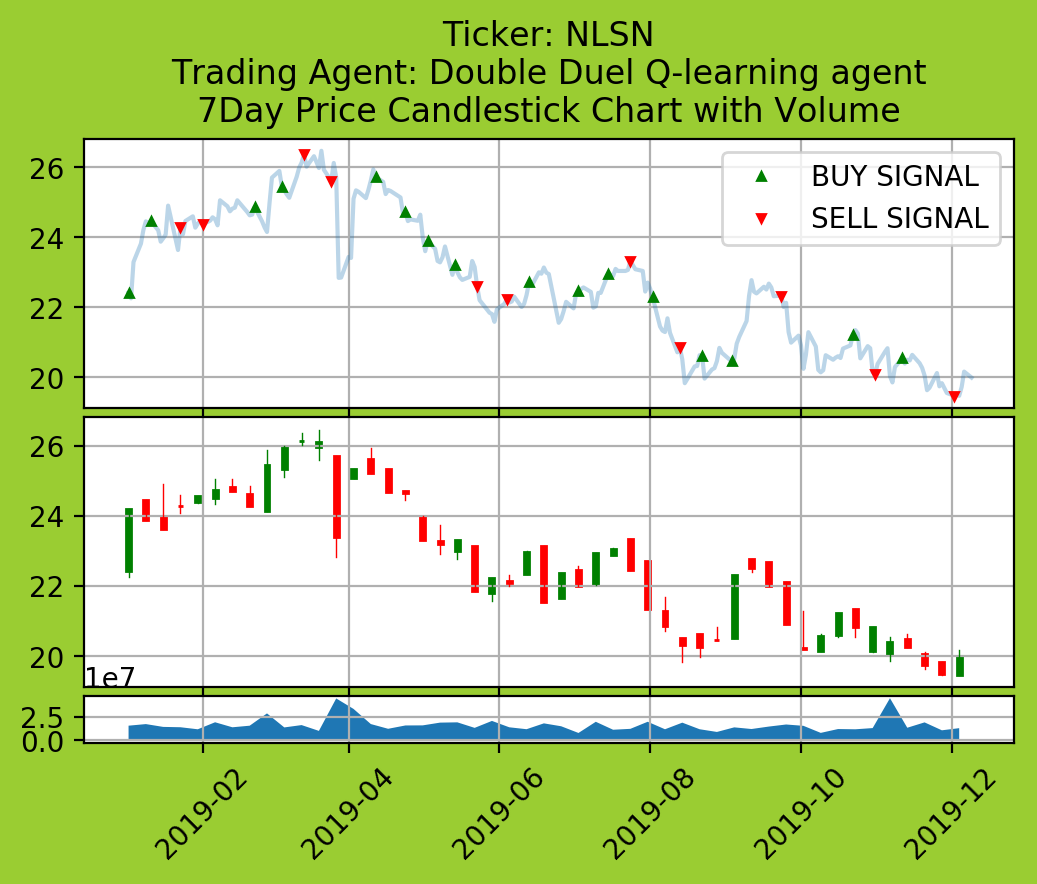 Ticker: NLSN
Trading Agent: Double Duel Q-learning agent
7Day Price Candlestick Chart with Volume
26
24
22
20
BUY SIGNAL
SELL SIGNAL
26
24
22
20
1e7
2.5
0.0
2019-02
2019-04
2019-06
2019-08
2019-10
2019-12